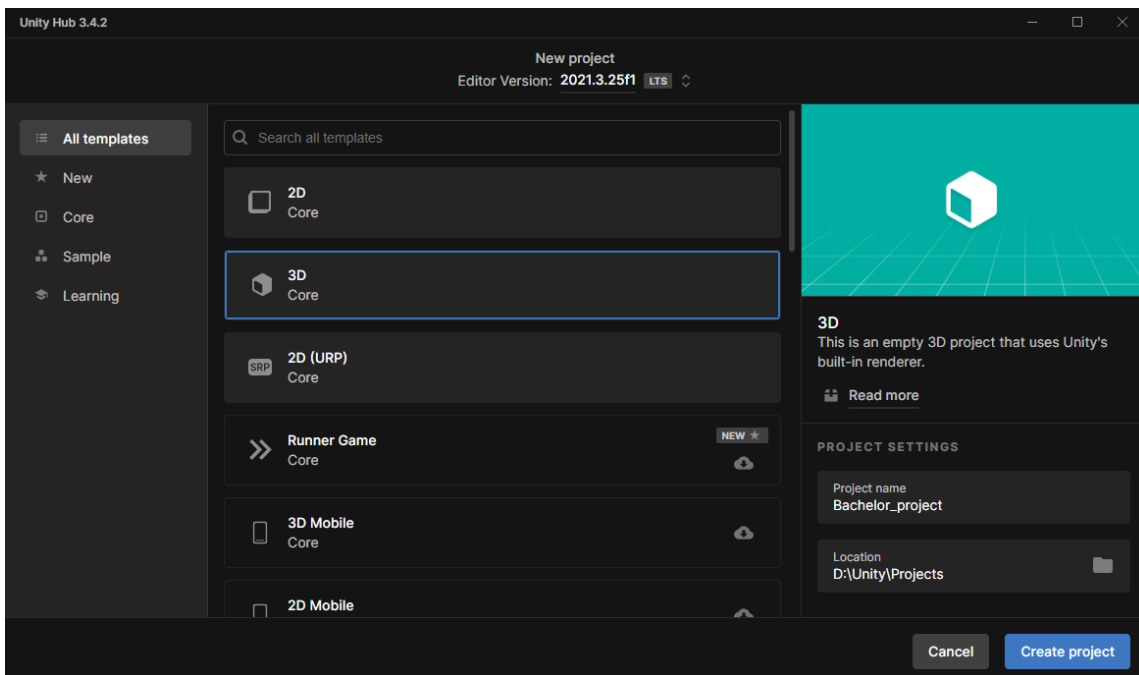 Unity Hub 3.4.2
New project
Editor Version: 2021.3.25f1 LTS
All templates
New
Core
Sample
Learning
Search all templates
2D
Core
3D
Core
2D (URP)
SRP
Core
Runner Game
Core
NEW
3D Mobile
Core
2D Mobile
3D
This is an empty 3D project that uses Unity's
built-in renderer.
Read more
PROJECT SETTINGS
Project name
Bachelor_project
Location
D:\Unity\Projects
Cancel
Create project